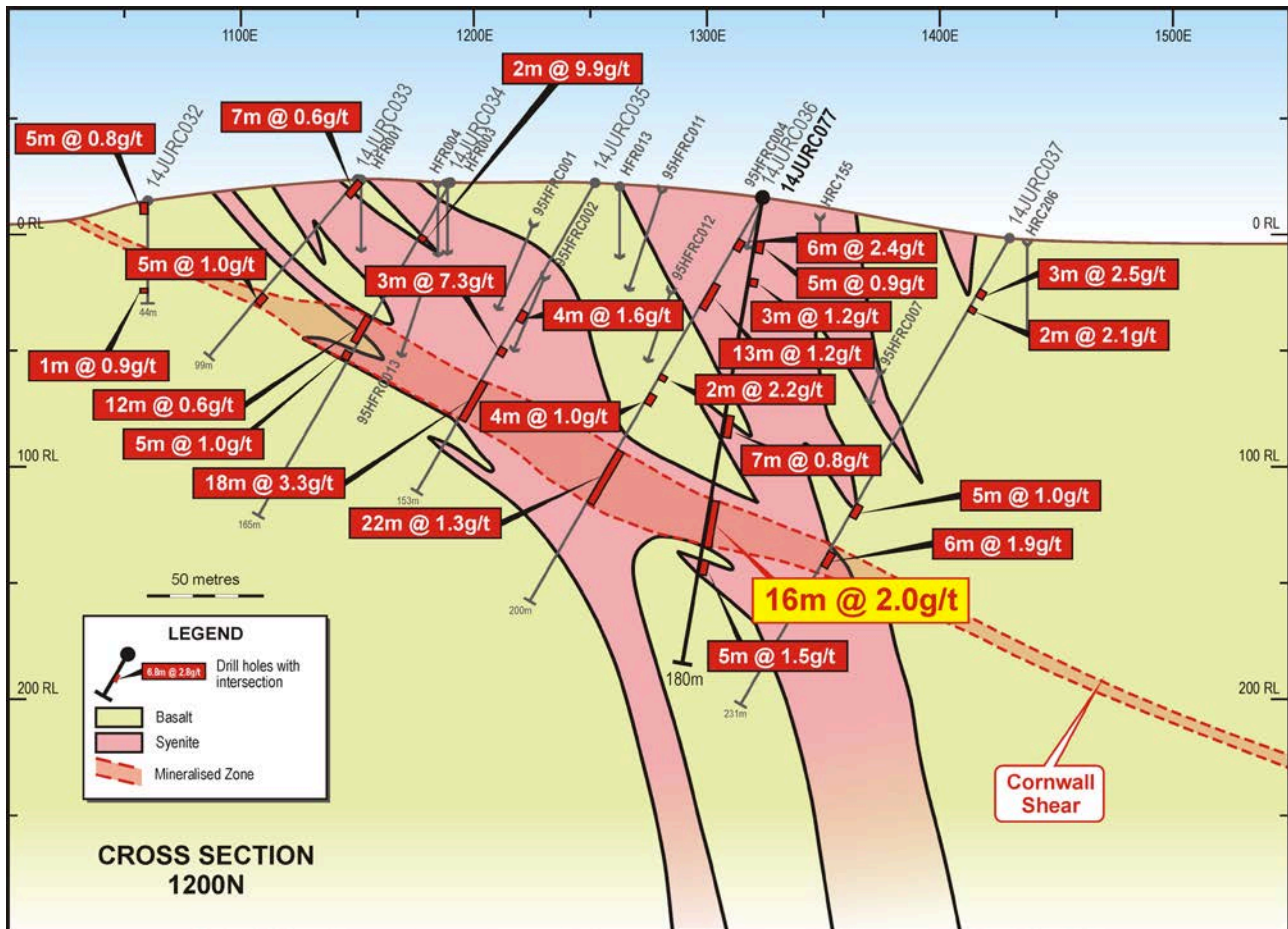 1100E
1200E
1300E
1400E
1500E
2m @ 9.9g/t
7m @ 0.6g/t
5m @ 0.8g/t
14JURC032
14JURC033
HFR001
HFR004
14JURC034
HFR003
95HFRC001
95HFRC002
14JURC035
HFR013
95HFRC011
95HFRC012
95HFRC004
14JURC036
14JURC077
HRC155
95HFRC007
14JURC037
HRC206
0 RL
0 RL
6m @ 2.4g/t
5m @ 1.0g/t
5m @ 0.9g/t
3m @ 2.5g/t
3m @ 7.3g/t
3m @ 1.2g/t
44m
4m @ 1.6g/t
2m @ 2.1g/t
13m @ 1.2g/t
1m @ 0.9g/t
99m
95HFRC013
2m @ 2.2g/t
12m @ 0.6g/t
4m @ 1.0g/t
5m @ 1.0g/t
7m @ 0.8g/t
100 RL
100 RL
18m @ 3.3g/t
153m
5m @ 1.0g/t
165m
22m @ 1.3g/t
6m @ 1.9g/t
50 metres
16m @ 2.0g/t
200m
LEGEND
6.8m @ 2.8g/t
Drill holes with
intersection
Basalt
Syenite
Mineralised Zone
5m @ 1.5g/t
180m
231m
200 RL
200 RL
Cornwall
Shear
CROSS SECTION
1200N